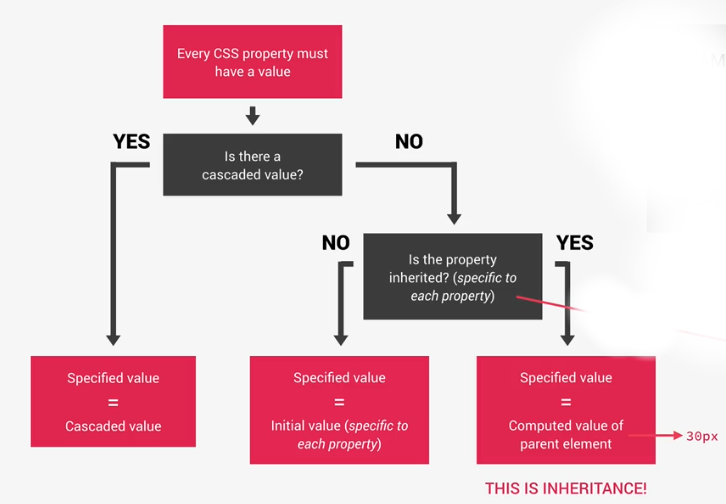 Every CSS property must
have a value
YES
NO
Is there a
cascaded value?
NO
YES
Is the property
inherited? (specific to
each property)
Specified value
=
Cascaded value
Specified value
=
Initial value (specific to
each property)
Specified value
=
Computed value of
parent element
30px
THIS IS INHERITANCE!